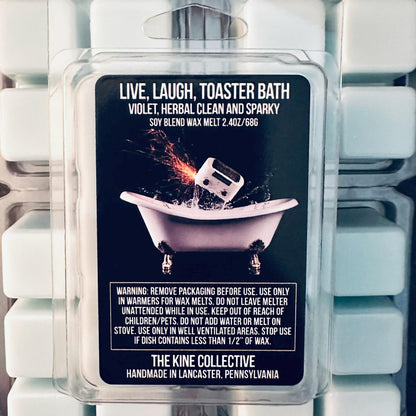 LIVE, LAUGH, TOASTER BATH
VIOLET, HERBAL CLEAN AND SPARKY
SOY BLEND WAX MELT 2.4OZ/68G
WARNING: REMOVE PACKAGING BEFORE USE. USE ONLY
IN WARMERS FOR WAX MELTS. DO NOT LEAVE MELTER
UNATTENDED WHILE IN USE. KEEP OUT OF REACH OF
CHILDREN/PETS. DO NOT ADD WATER OR MELT ON
STOVE. USE ONLY IN WELL VENTILATED AREAS. STOP USE
IF DISH CONTAINS LESS THAN 1/2" OF WAX.
THE KINE COLLECTIVE
HANDMADE IN LANCASTER, PENNSYLVANIA